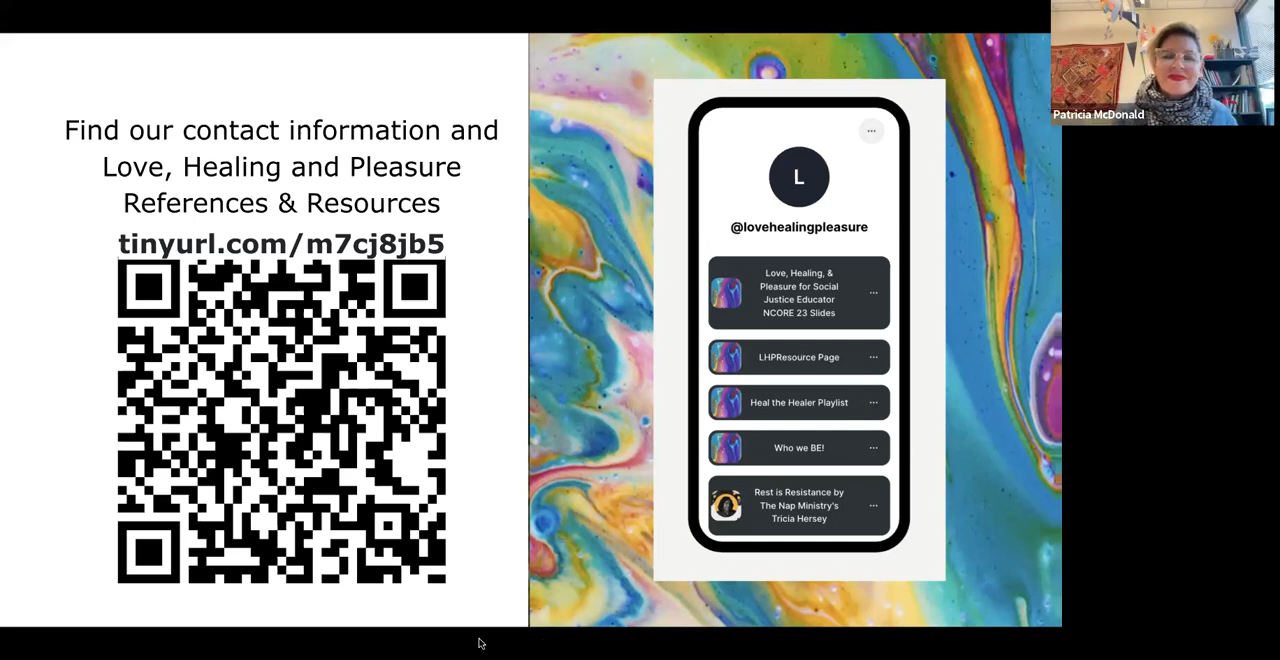 Find our contact information and
Love, Healing and Pleasure
References & Resources
tinyurl.com/m7cj8jb5
L
@lovehealingpleasure
Love, Healing, &
Pleasure for Social
Justice Educator
NCORE 23 Slides
LHPResource Page
Heal the Healer Playlist
Who we BE!
Rest is Resistance by
The Nap Ministry's
Tricia Hersey
Patricia McDonald